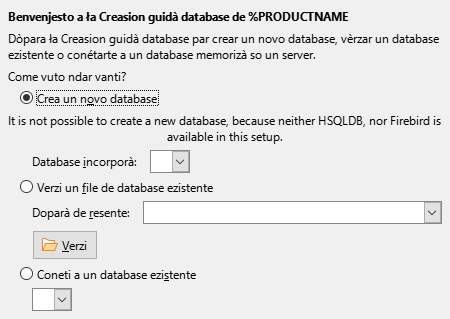 Benvenjesto a ła Creasion guidà database de %PRODUCTNAME
Dòpara ła Creasion guidà database par crear un novo database, vèrzar un database
ezistente o conétarte a un database memorizà so un server.
Come vuto ndar vanti?
Crea un novo database
It is not possible to create a new database, because neither HSQLDB, nor Firebird is
available in this setup.
Database incorporà:
Verzi un file de database ezistente
Doparà de resente:
Verzi
Coneti a un database ezistente